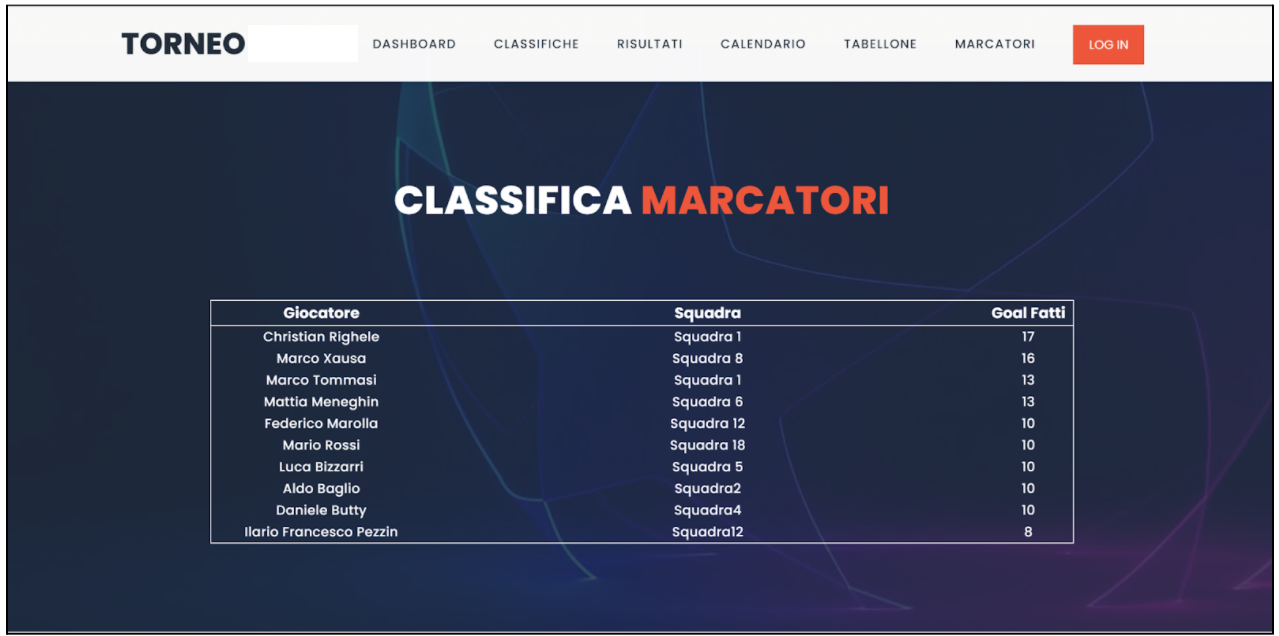 TORNEO DASHBOARD CLASSIFICHE RISULTATI CALENDARIO TABELLONE MARCATORI LOG IN
CLASSIFICA MARCATORI
Giocatore Squadra Goal Fatti
Christian Righele Squadra 1 17
Marco Xausa Squadra 8 16
Marco Tommasi Squadra 1 13
Mattia Meneghin Squadra 6 13
Federico Marolla Squadra 12 10
Mario Rossi Squadra 18 10
Luca Bizzarri Squadra 5 10
Aldo Baglio Squadra2 10
Daniele Butty Squadra4 10
Ilario Francesco Pezzin Squadra12 8